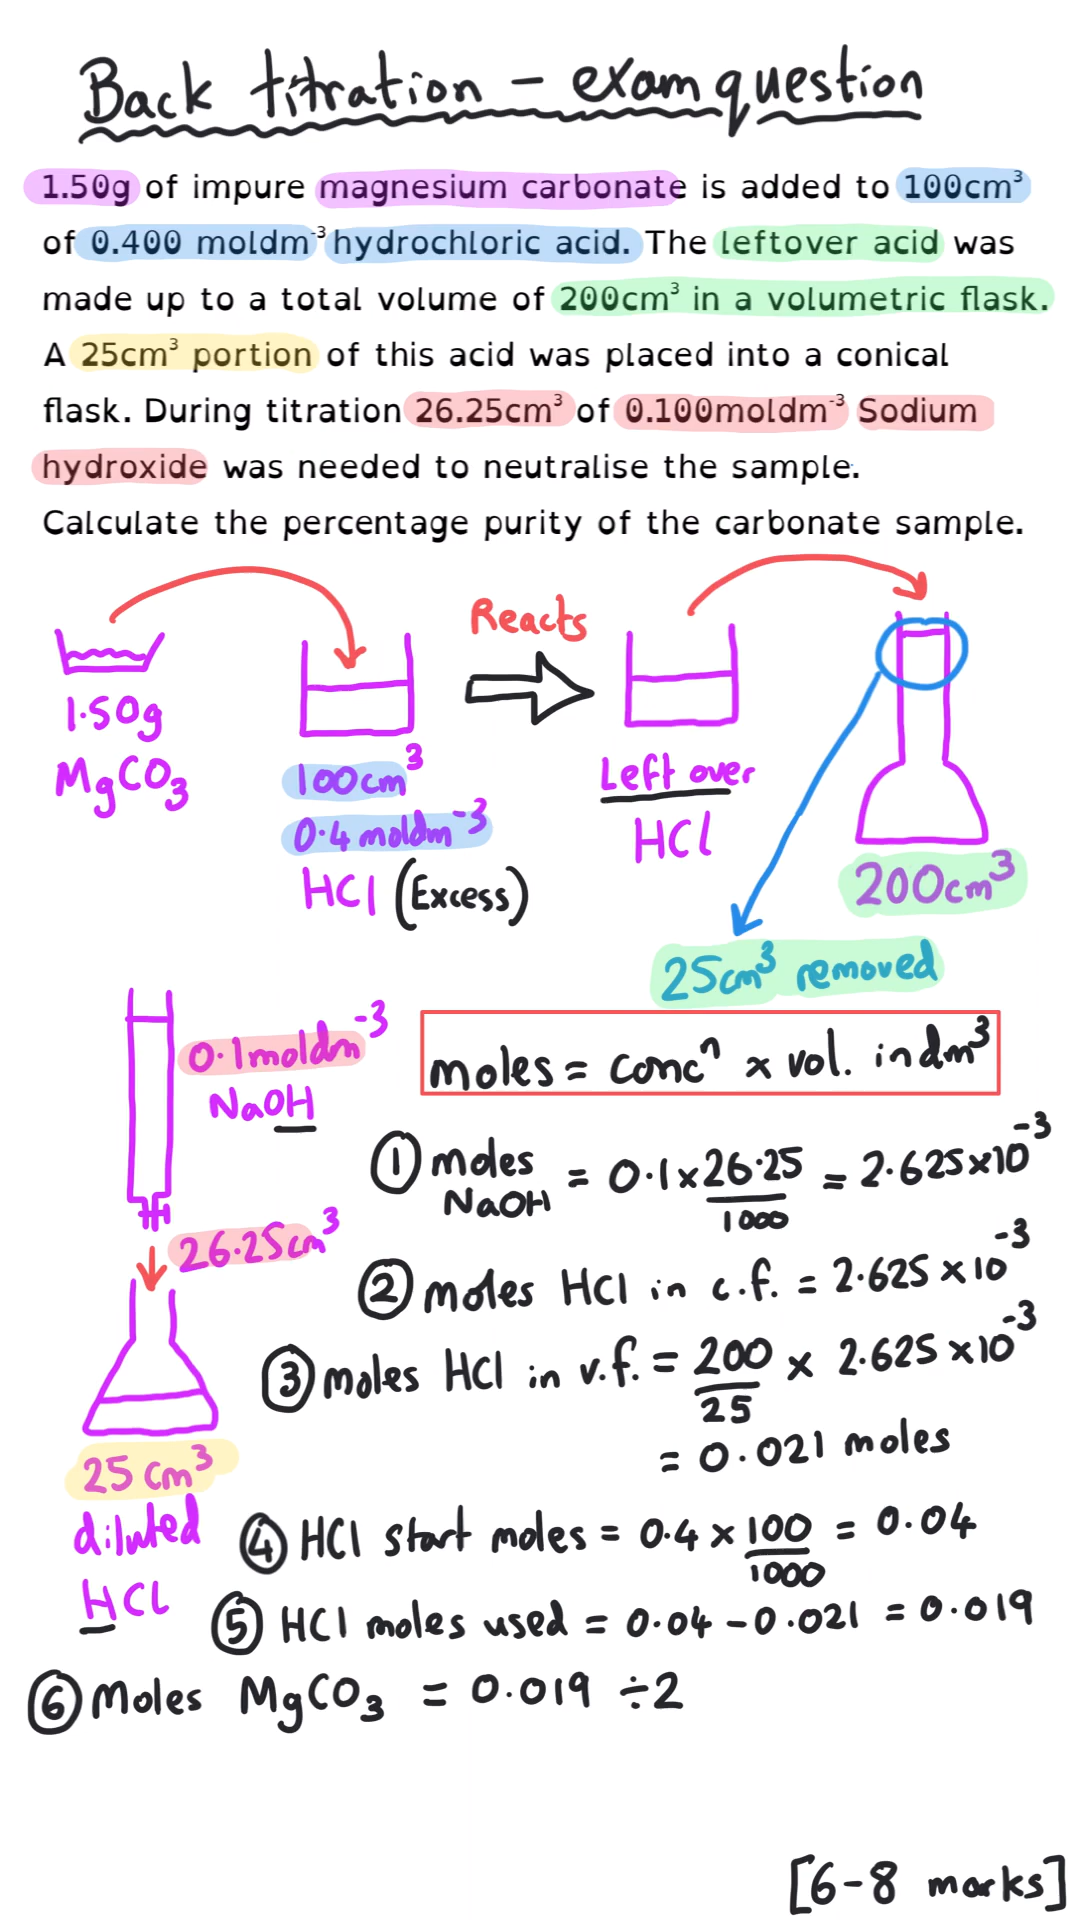 Back titration - exam question
1.50g of impure magnesium carbonate is added to 100cm³
of 0.400 moldm⁻³ hydrochloric acid. The leftover acid was
made up to a total volume of 200cm³ in a volumetric flask.
A 25cm³ portion of this acid was placed into a conical
flask. During titration 26.25cm³ of 0.100moldm⁻³ Sodium
hydroxide was needed to neutralise the sample.
Calculate the percentage purity of the carbonate sample.
Reacts
1.50g
MgCO₃
100cm³
0.4 moldm⁻³
HCl (Excess)
Left over
HCl
200cm³
25cm³ removed
0.1moldm⁻³
NaOH
26.25cm³
25 cm³
diluted
HCl
moles = concⁿ x vol. in dm³
① moles NaOH = 0.1 x 26.25/1000 = 2.625x10⁻³
② moles HCl in c.f. = 2.625 x 10⁻³
③ moles HCl in v.f. = 200/25 x 2.625 x10⁻³
= 0.021 moles
④ HCl start moles = 0.4 x 100/1000 = 0.04
⑤ HCl moles used = 0.04 - 0.021 = 0.019
⑥ Moles MgCO₃ = 0.019 ÷2
[6-8 marks]